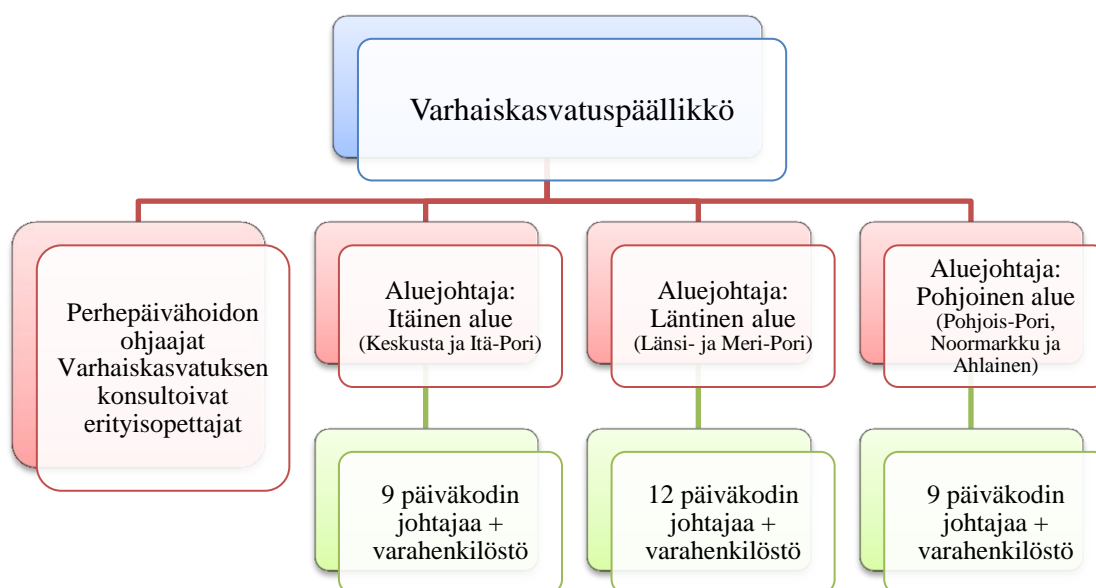 Varhaiskasvatuspäällikkö
Perhepäivähoidon
ohjaajat
Varhaiskasvatuksen
konsultoivat
erityisopettajat
Aluejohtaja:
Itäinen alue
(Keskusta ja Itä-Pori)
Aluejohtaja:
Läntinen alue
(Länsi- ja Meri-Pori)
Aluejohtaja:
Pohjoinen alue
(Pohjois-Pori,
Noormarkku ja
Ahlainen)
9 päiväkodin
johtajaa +
varahenkilöstö
12 päiväkodin
johtajaa +
varahenkilöstö
9 päiväkodin
johtajaa +
varahenkilöstö